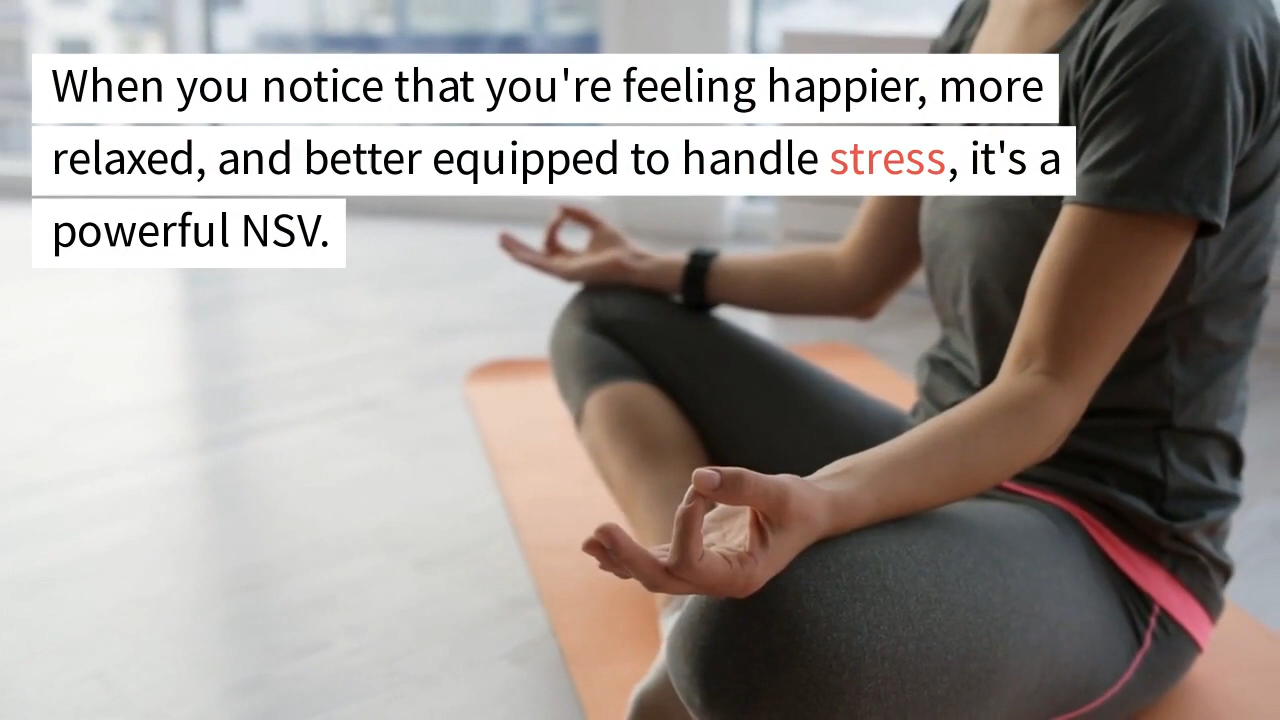 When you notice that you're feeling happier, more
relaxed, and better equipped to handle stress, it's a
powerful NSV.